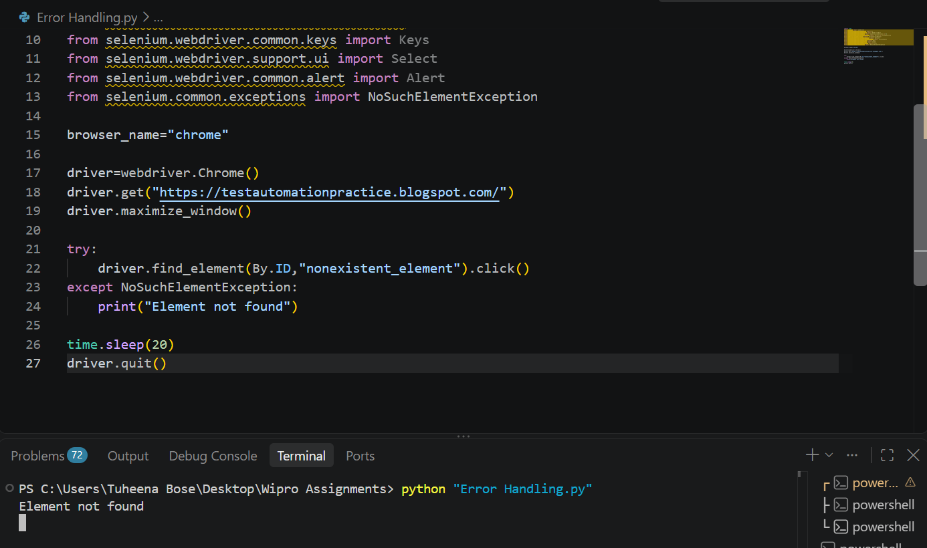 Error Handling.py > ...
10 from selenium.webdriver.common.keys import Keys
11 from selenium.webdriver.support.ui import Select
12 from selenium.webdriver.common.alert import Alert
13 from selenium.common.exceptions import NoSuchElementException
14
15 browser_name="chrome"
16
17 driver=webdriver.Chrome()
18 driver.get("https://testautomationpractice.blogspot.com/")
19 driver.maximize_window()
20
21 try:
22     driver.find_element(By.ID,"nonexistent_element").click()
23 except NoSuchElementException:
24     print("Element not found")
25
26 time.sleep(20)
27 driver.quit()
Problems 72 Output Debug Console Terminal Ports
PS C:\Users\Tuheena Bose\Desktop\Wipro Assignments> python "Error Handling.py"
Element not found
power...
powershell
powershell
powershell